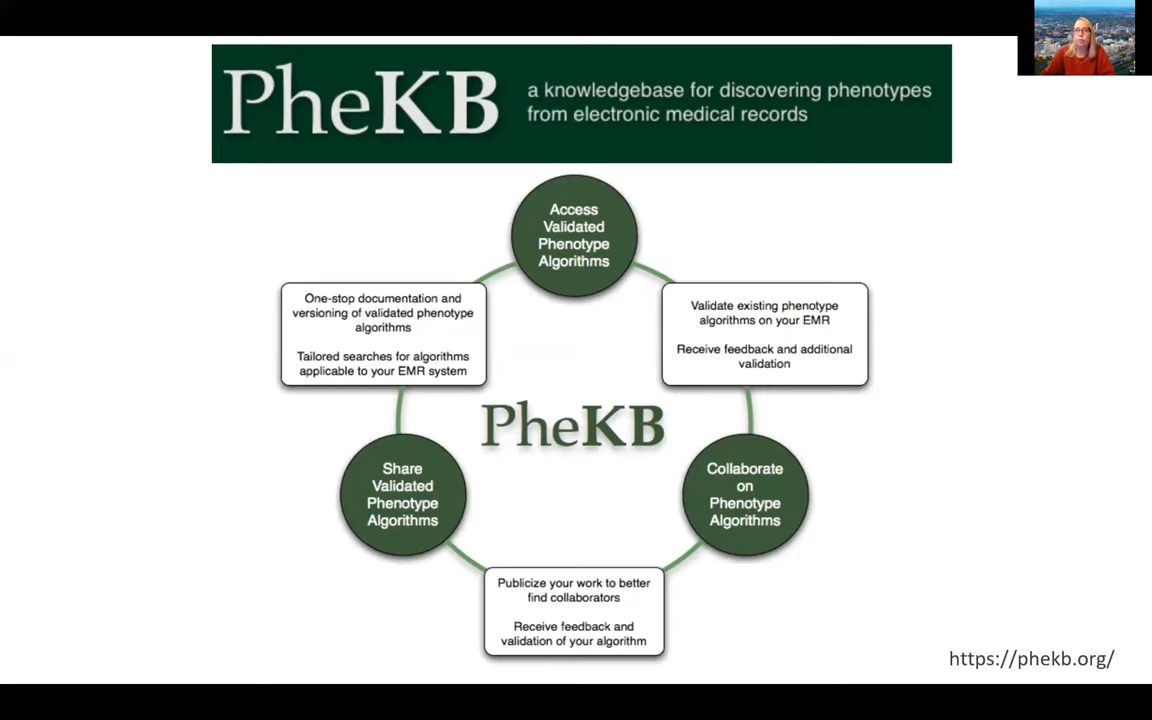 PheKB
a knowledgebase for discovering phenotypes
from electronic medical records
Access
Validated
Phenotype
Algorithms
One-stop documentation and
versioning of validated phenotype
algorithms
Tailored searches for algorithms
applicable to your EMR system
Validate existing phenotype
algorithms on your EMR
Receive feedback and additional
validation
PheKB
Share
Validated
Phenotype
Algorithms
Collaborate
on
Phenotype
Algorithms
Publicize your work to better
find collaborators
Receive feedback and
validation of your algorithm
https://phekb.org/